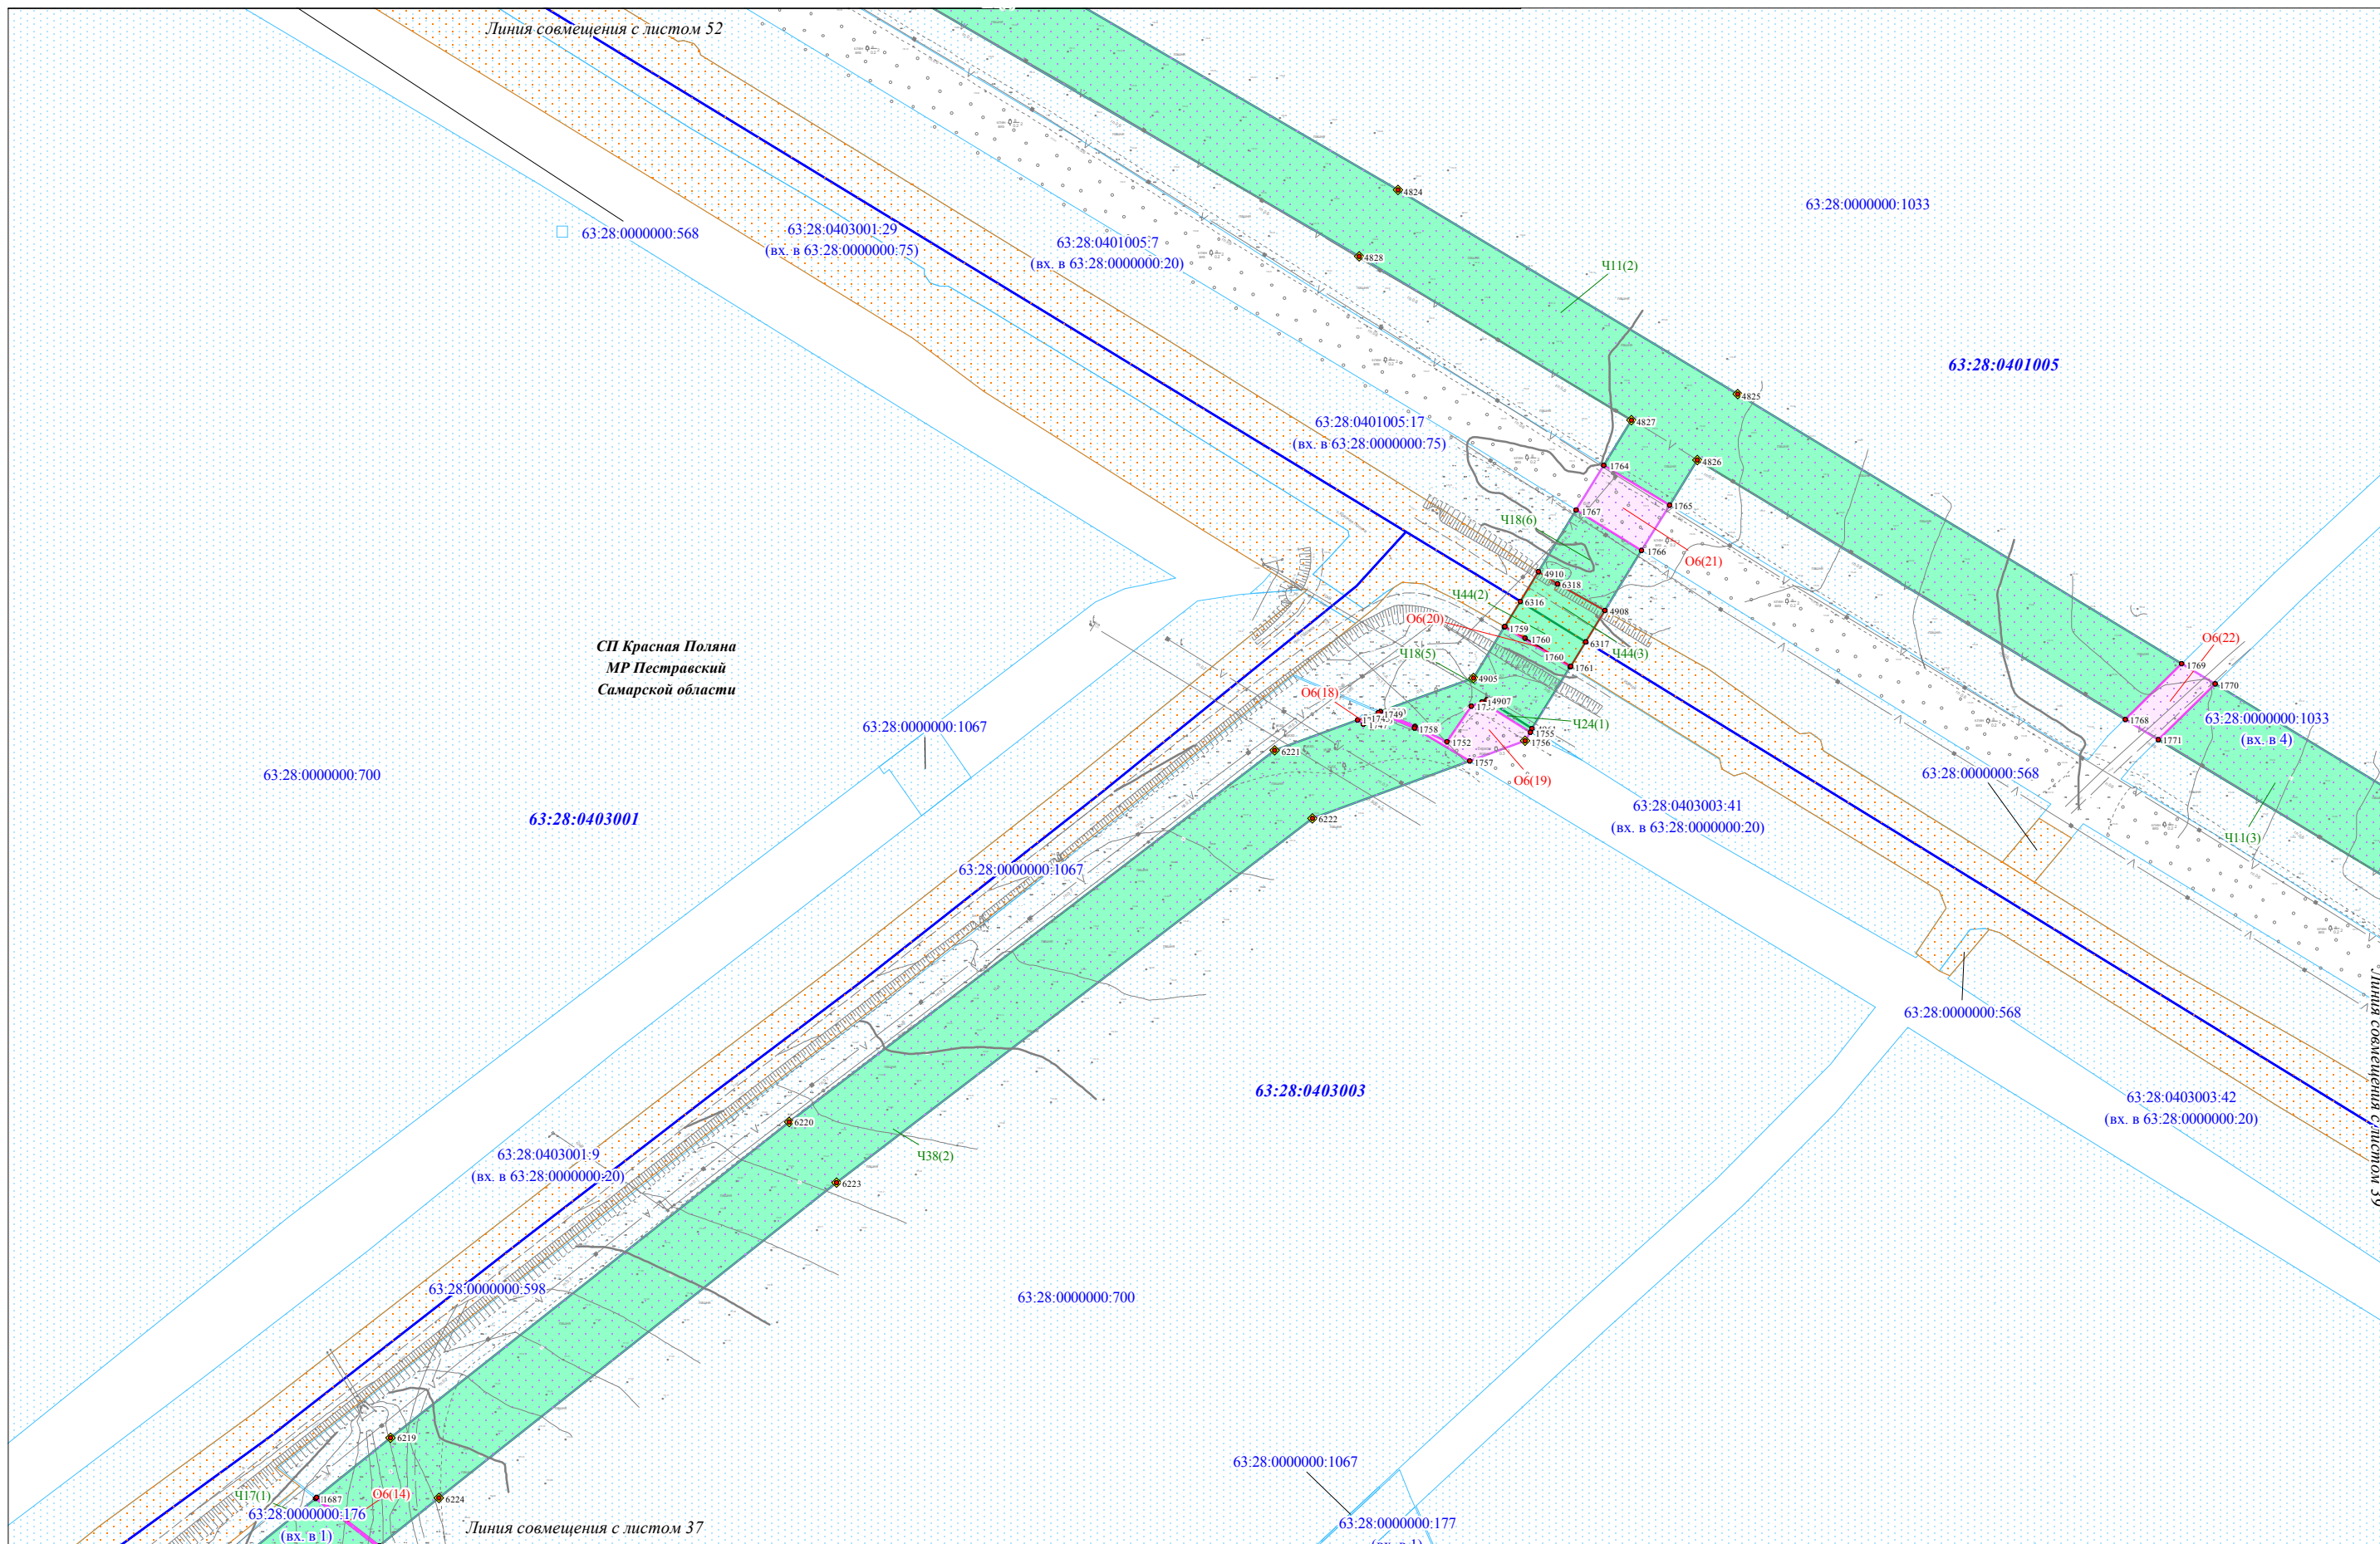 Линия совмещения с листом 52
4824
63:28:0000000:1033
63:28:0000000:568
63:28:0403001:29
(вх. в 63:28:0000000:75)
63:28:0401005:7
(вх. в 63:28:0000000:20)
4828
Ч11(2)
63:28:0401005
4825
63:28:0401005:17
(вх. в 63:28:0000000:75)
4827
4826
1764
1765
1767
Ч18(6)
1766
О6(21)
4910
6318
Ч44(2)
6316
4908
О6(20)
1759
1760
6317
Ч18(5)
1760
Ч44(3)
1761
СП Красная Поляна
МР Пестравский
Самарской области
О6(22)
1769
1770
4905
О6(18)
4907
1749
Ч24(1)
1758
1755
1752
1756
1768
63:28:0000000:1033
(вх. в 4)
1771
63:28:0000000:1067
6221
1757
О6(19)
63:28:0000000:700
63:28:0000000:568
63:28:0403001
63:28:0403003:41
(вх. в 63:28:0000000:20)
6222
Ч11(3)
63:28:0000000:1067
63:28:0000000:568
Линия совмещения с листом 39
63:28:0403003
63:28:0403003:42
(вх. в 63:28:0000000:20)
6220
63:28:0403001:9
(вх. в 63:28:0000000:20)
Ч38(2)
6223
63:28:0000000:598
63:28:0000000:700
6219
63:28:0000000:1067
Ч17(1)
1687
О6(14)
6224
63:28:0000000:176
(вх. в 1)
Линия совмещения с листом 37
63:28:0000000:177
(вх. в 1)